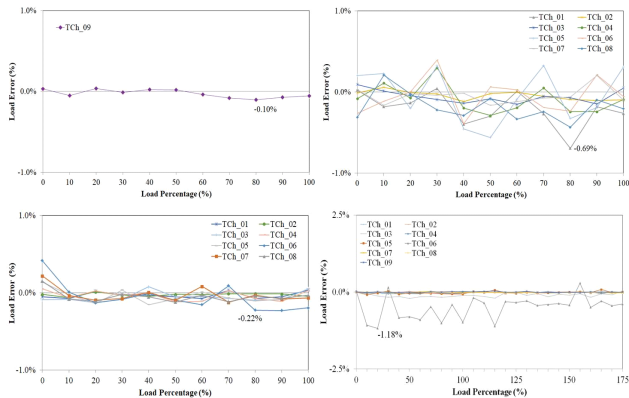 1.0%
0.0%
-1.0%
Load Error (%)
TCh_09
-0.10%
0 10 20 30 40 50 60 70 80 90 100
Load Percentage (%)
1.0%
0.0%
-1.0%
Load Error (%)
TCh_01 TCh_02
TCh_03 TCh_04
TCh_05 TCh_06
TCh_07 TCh_08
-0.69%
0 10 20 30 40 50 60 70 80 90 100
Load Percentage (%)
1.0%
0.0%
-1.0%
Load Error (%)
TCh_01 TCh_02
TCh_03 TCh_04
TCh_05 TCh_06
TCh_07 TCh_08
-0.22%
0 10 20 30 40 50 60 70 80 90 100
Load Percentage (%)
2.5%
0.0%
-2.5%
Load Error (%)
TCh_01 TCh_02
TCh_03 TCh_04
TCh_05 TCh_06
TCh_07 TCh_08
TCh_09
-1.18%
0 25 50 75 100 125 150 175
Load Percentage (%)